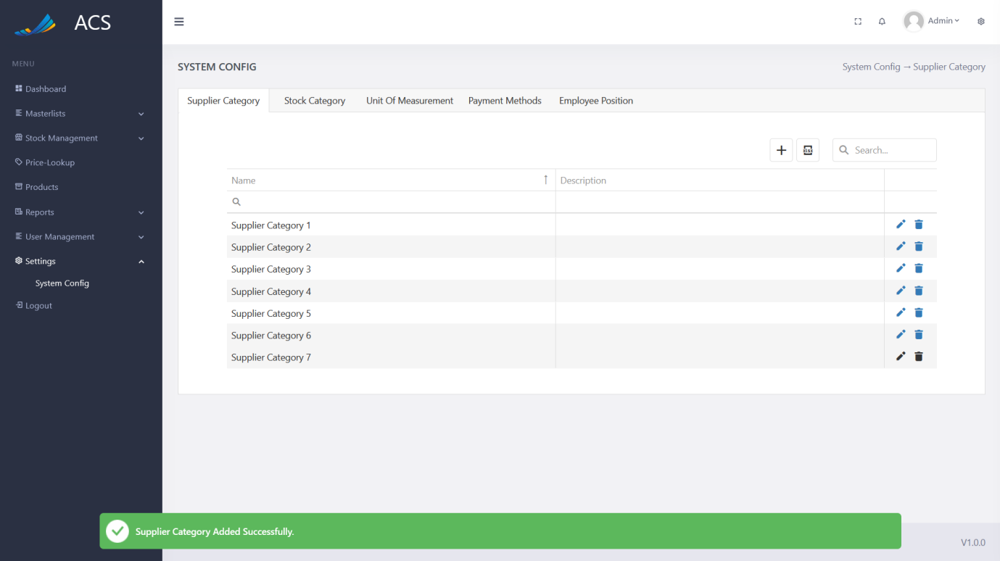 ACS
Admin
MENU
Dashboard
Masterlists
Stock Management
Price-Lookup
Products
Reports
User Management
Settings
System Config
Logout
SYSTEM CONFIG
System Config → Supplier Category
Supplier Category Stock Category Unit Of Measurement Payment Methods Employee Position
xlsx Search...
Name ↑ Description
Supplier Category 1
Supplier Category 2
Supplier Category 3
Supplier Category 4
Supplier Category 5
Supplier Category 6
Supplier Category 7
Supplier Category Added Successfully.
V1.0.0